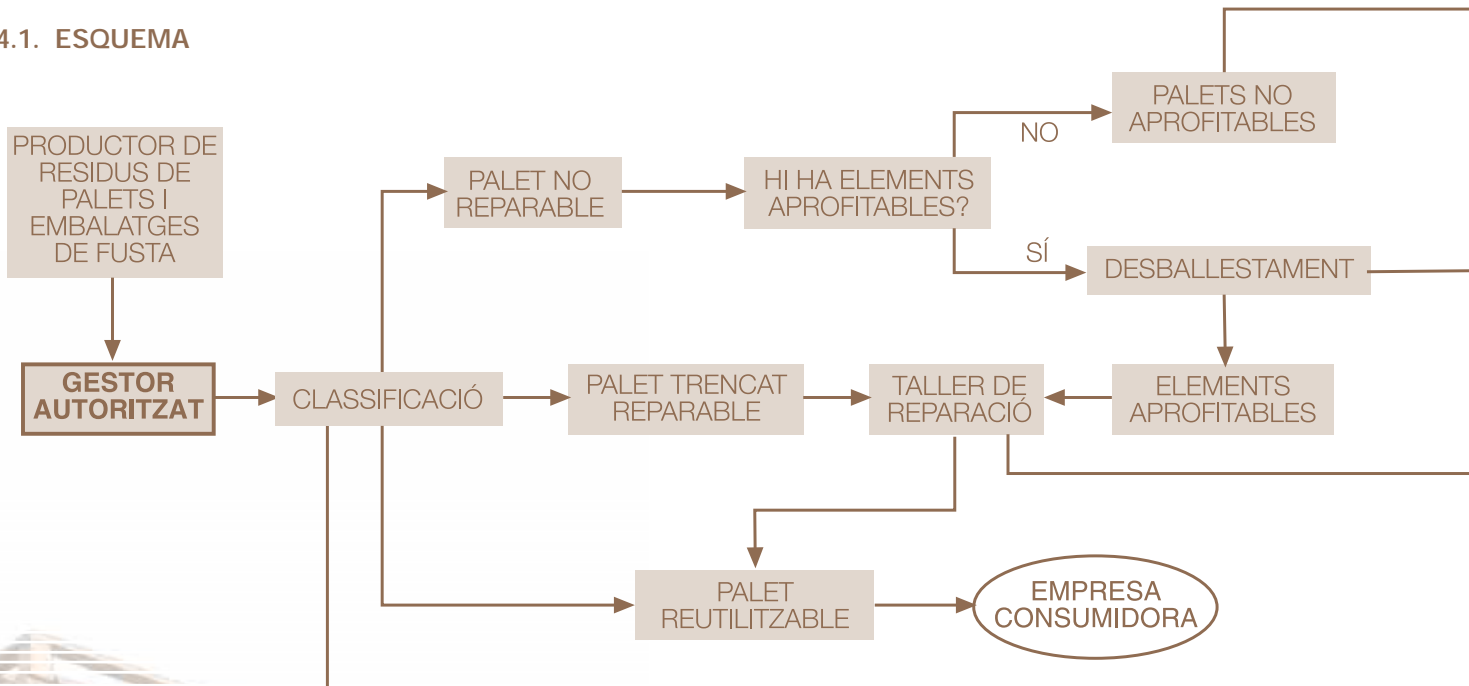 4.1. ESQUEMA
PRODUCTOR DE
RESIDUS DE
PALETS I
EMBALATGES
DE FUSTA
GESTOR
AUTORITZAT
CLASSIFICACIÓ
PALET NO
REPARABLE
HI HA ELEMENTS
APROFITABLES?
NO
PALETS NO
APROFITABLES
SÍ
DESBALLESTAMENT
PALET TRENCAT
REPARABLE
TALLER DE
REPARACIÓ
ELEMENTS
APROFITABLES
PALET
REUTILITZABLE
EMPRESA
CONSUMIDORA